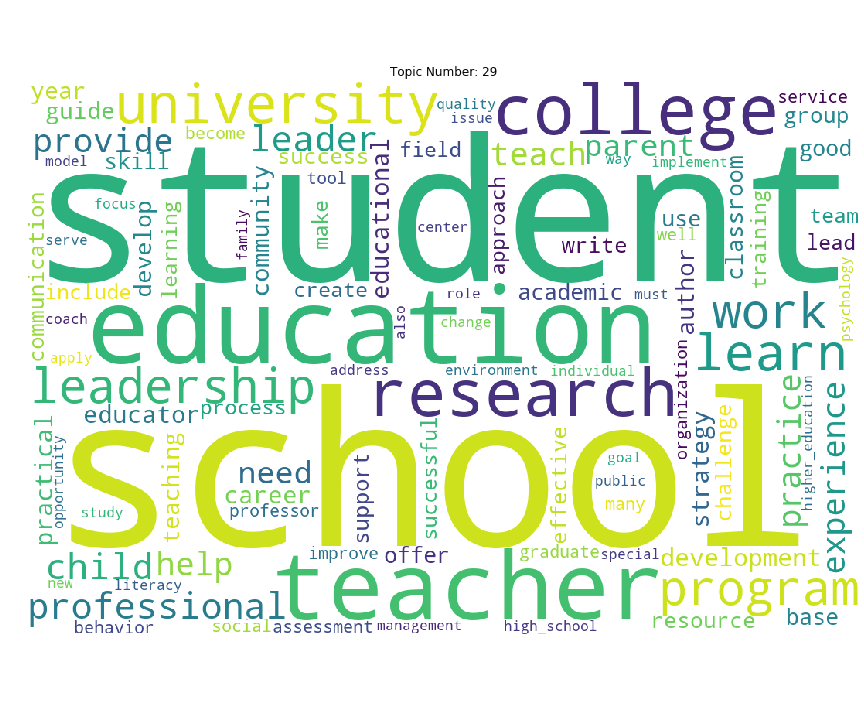 Topic Number: 29
year
university
college
service
guide
quality
issue
group
provide
become
leader
success
field
teach
parent
good
model
skill
way
implement
student
focus
tool
educational
approach
community
family
make
center
classroom
training
use
well
team
lead
serve
develop
learning
communication
write
author
psychology
include
create
role
academic
must
work
coach
education
also
change
learn
apply
address
environment
individual
leadership
research
organization
process
educator
school
practical
opportunity
teaching
need
career
professor
support
successful
effective
goal
public
many
strategy
challenge
practice
higher_education
experience
study
child
help
improve
offer
graduate
special
development
new
literacy
teacher
program
professional
behavior
social
assessment
management
high_school
resource
base